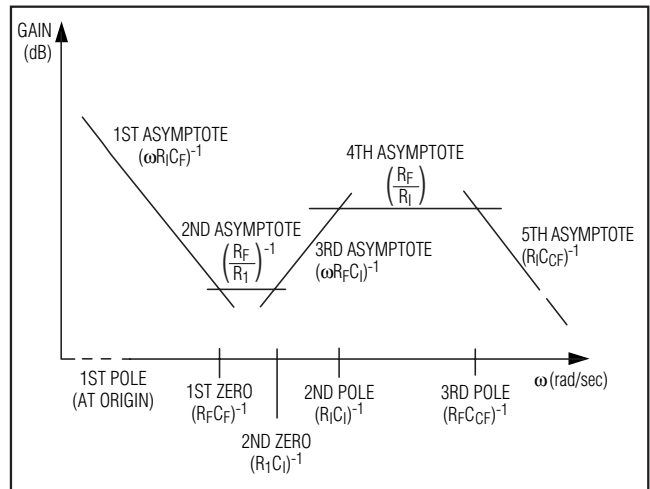 GAIN
(dB)
1ST ASYMPTOTE
(ωR_IC_F)^-1
2ND ASYMPTOTE
(R_F/R_1)^-1
3RD ASYMPTOTE
(ωR_FC_I)^-1
4TH ASYMPTOTE
(R_F/R_I)
5TH ASYMPTOTE
(R_IC_CF)^-1
1ST POLE
(AT ORIGIN)
1ST ZERO
(R_FC_F)^-1
2ND ZERO
(R_1C_I)^-1
2ND POLE
(R_IC_I)^-1
3RD POLE
(R_FC_CF)^-1
ω (rad/sec)